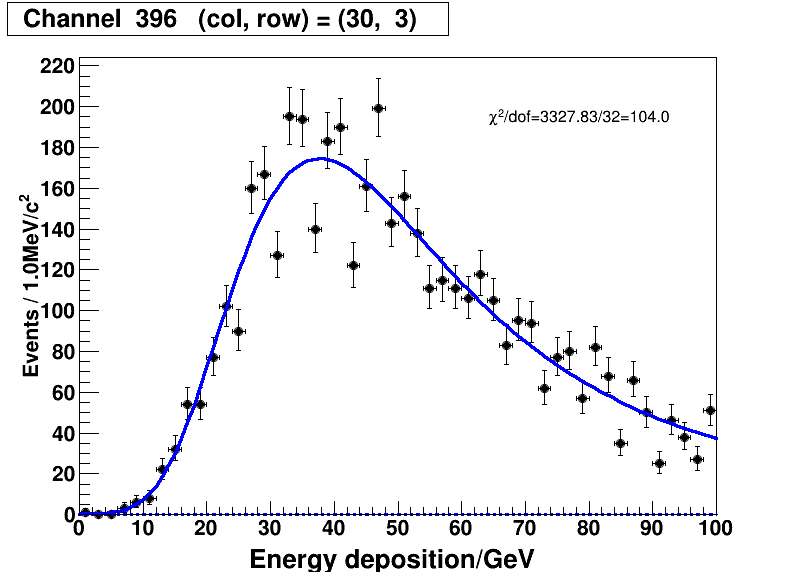 Channel 396 (col, row) = (30, 3)
220
200
180
160
140
120
100
80
60
40
20
0
Events / 1.0MeV/c²
χ²/dof=3327.83/32=104.0
0 10 20 30 40 50 60 70 80 90 100
Energy deposition/GeV